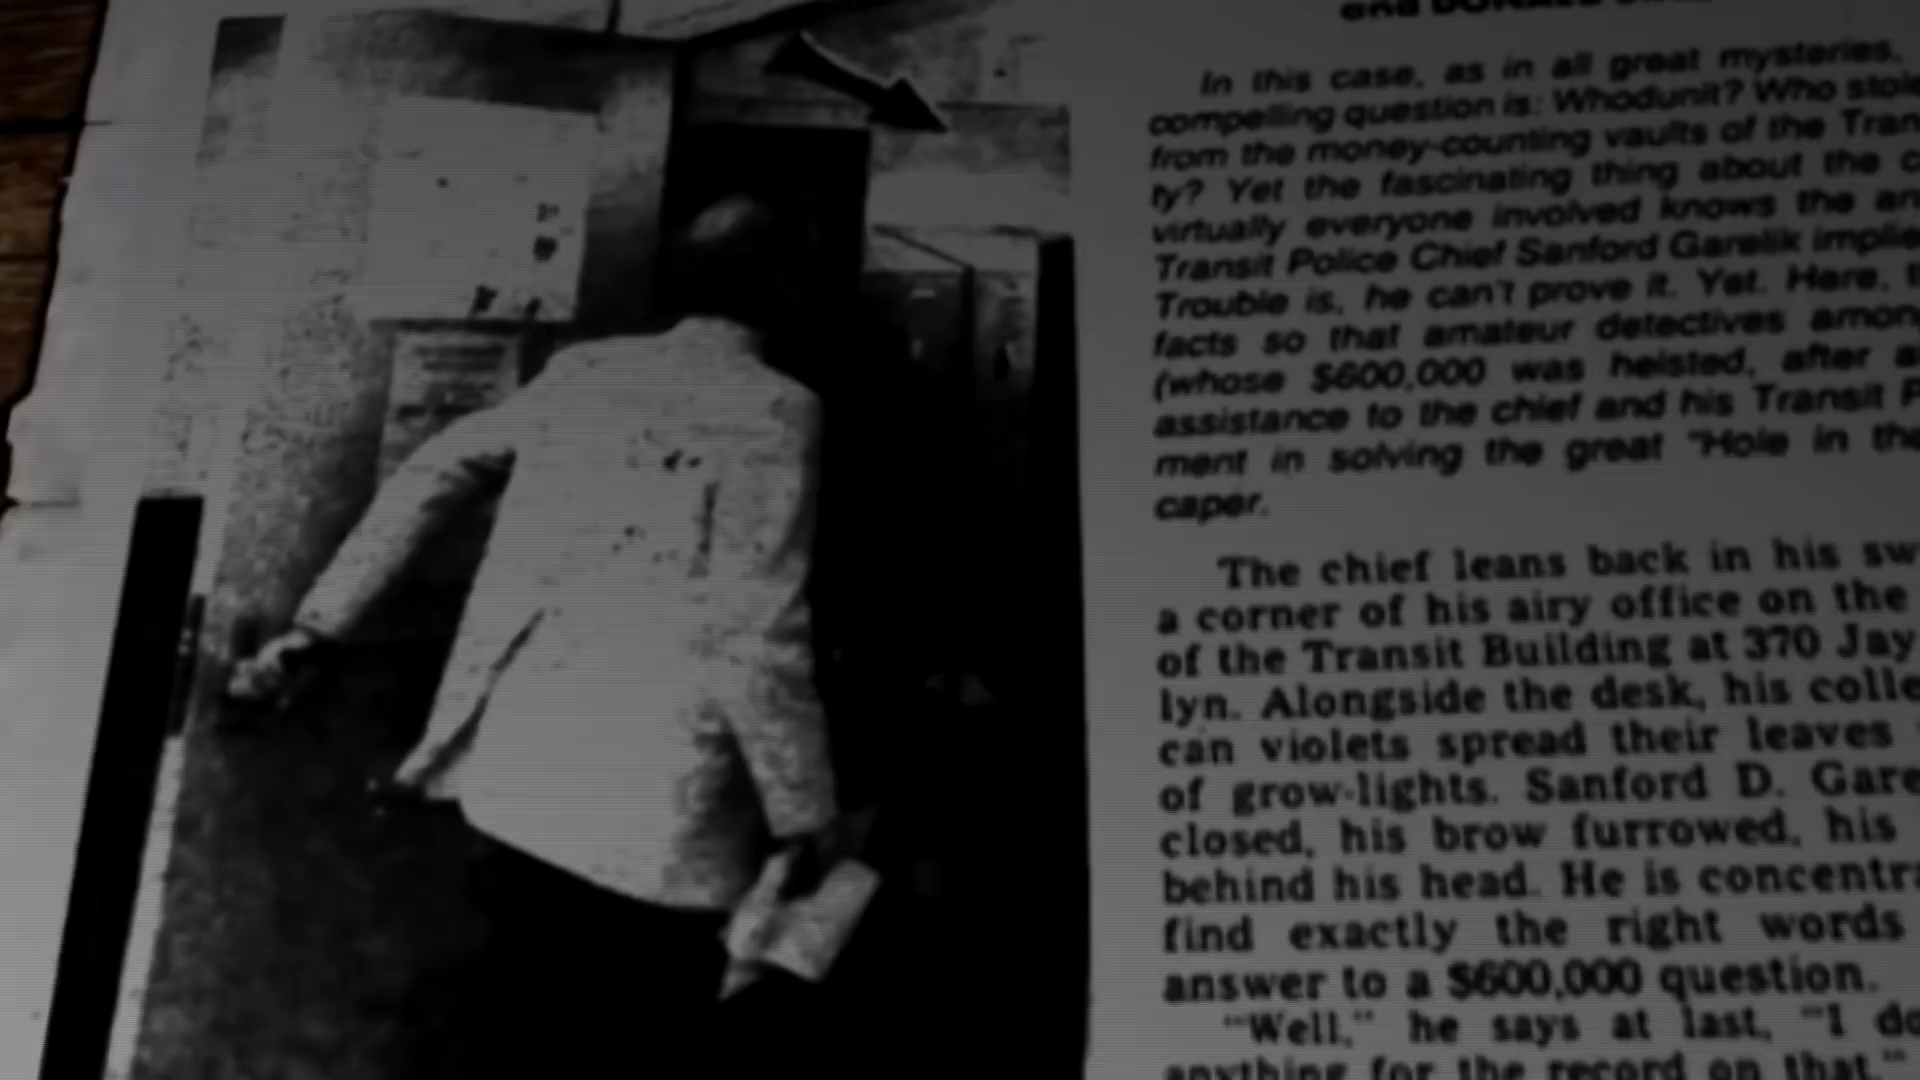 and DONALD
In this case, as in all great mysteries,
compelling question is: Whodunit? Who stole
from the money-counting vaults of the Tran
ty? Yet the fascinating thing about the c
virtually everyone involved knows the an
Transit Police Chief Sanford Garelik implie
Trouble is, he can't prove it. Yet. Here, t
facts so that amateur detectives amon
(whose $600,000 was heisted, after a
assistance to the chief and his Transit P
ment in solving the great "Hole in the
caper.
The chief leans back in his sw
a corner of his airy office on the
of the Transit Building at 370 Jay
lyn. Alongside the desk, his colle
can violets spread their leaves
of grow-lights. Sanford D. Gare
closed, his brow furrowed, his
behind his head. He is concentra
find exactly the right words
answer to a $600,000 question.
"Well," he says at last, "I do
anything for the record on that."